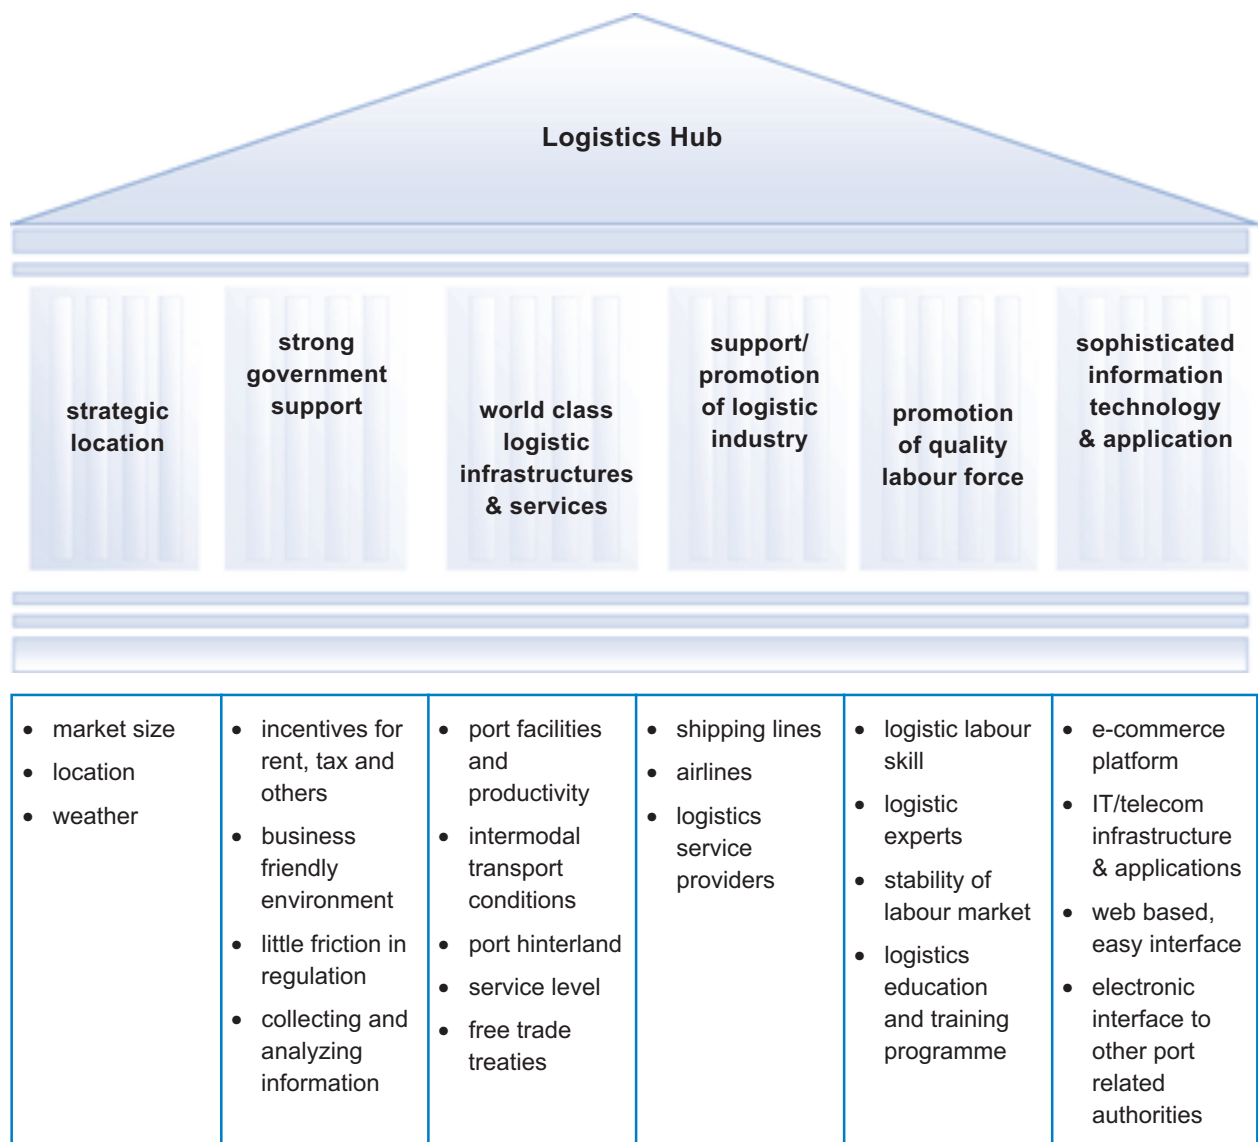 Logistics Hub
strategic
location
strong
government
support
world class
logistic
infrastructures
& services
support/
promotion
of logistic
industry
promotion
of quality
labour force
sophisticated
information
technology
& application
• market size
• location
• weather
• incentives for
rent, tax and
others
• business
friendly
environment
• little friction in
regulation
• collecting and
analyzing
information
• port facilities
and
productivity
• intermodal
transport
conditions
• port hinterland
• service level
• free trade
treaties
• shipping lines
• airlines
• logistics
service
providers
• logistic labour
skill
• logistic
experts
• stability of
labour market
• logistics
education
and training
programme
• e-commerce
platform
• IT/telecom
infrastructure
& applications
• web based,
easy interface
• electronic
interface to
other port
related
authorities